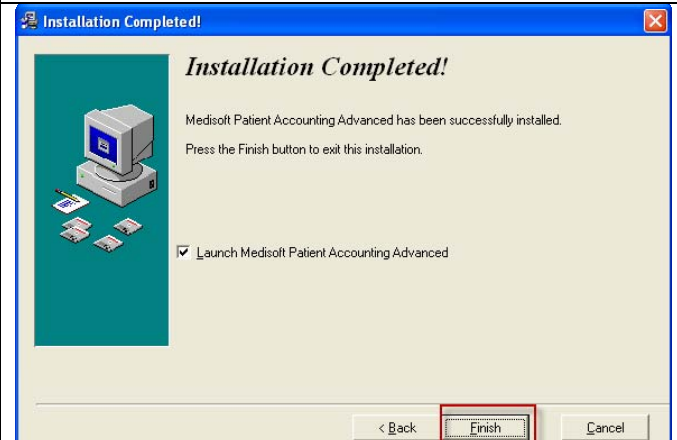 Installation Completed!
Installation Completed!
Medisoft Patient Accounting Advanced has been successfully installed.
Press the Finish button to exit this installation.
Launch Medisoft Patient Accounting Advanced
< Back Finish Cancel